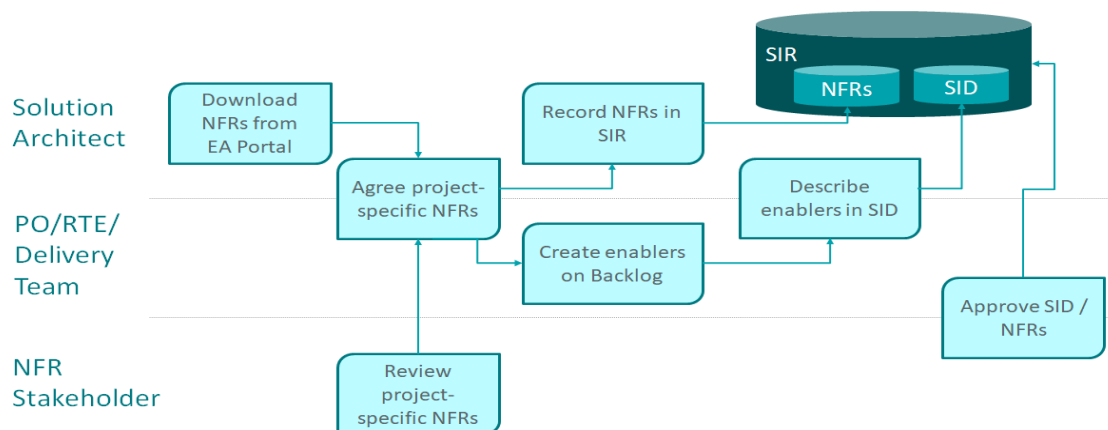 SIR
NFRs
SID
Solution
Architect
Download
NFRs from
EA Portal
Record NFRs in
SIR
Agree project-
specific NFRs
Describe
enablers in SID
PO/RTE/
Delivery
Team
Create enablers
on Backlog
Approve SID /
NFRs
NFR
Stakeholder
Review
project-
specific NFRs